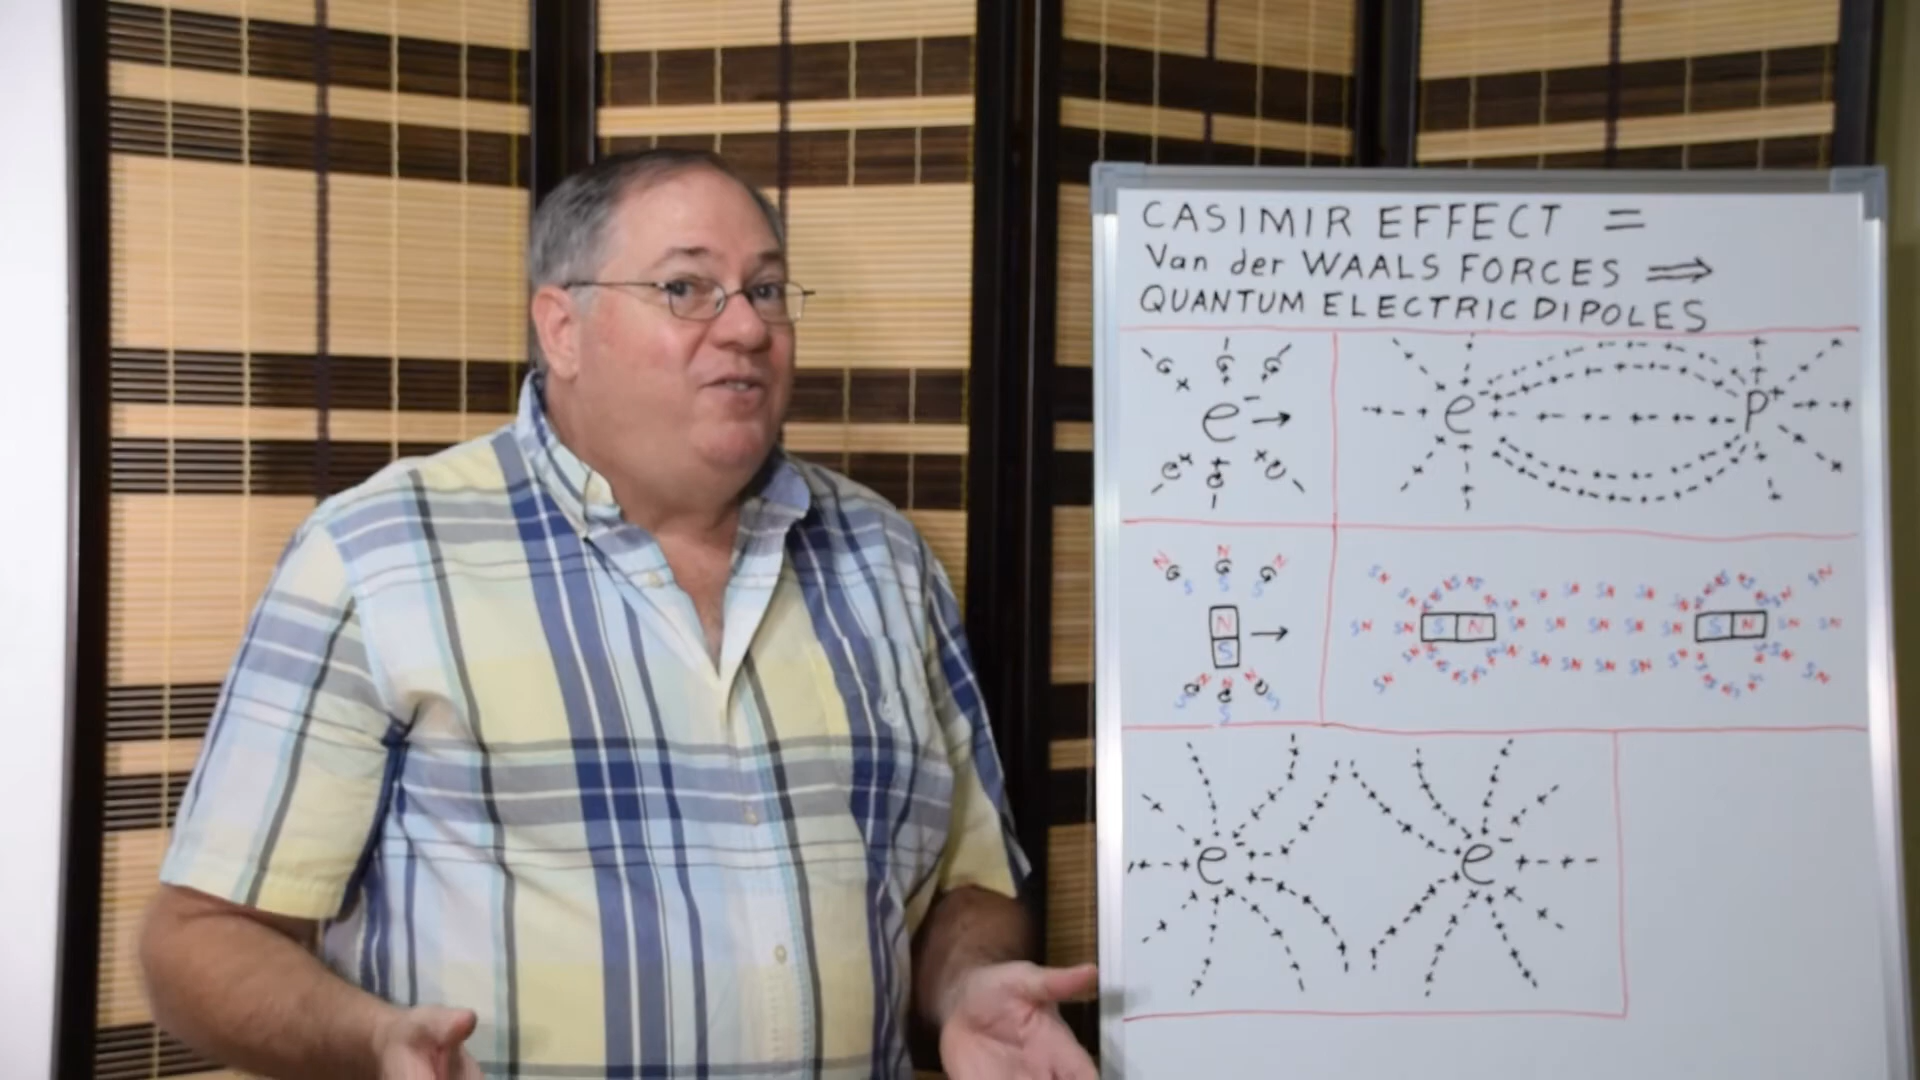 CASIMIR EFFECT =
Van der WAALS FORCES ⇒
QUANTUM ELECTRIC DIPOLES
e⁻ →
e⁻ P⁺
N
S
→
S N S N
e⁻ e⁻